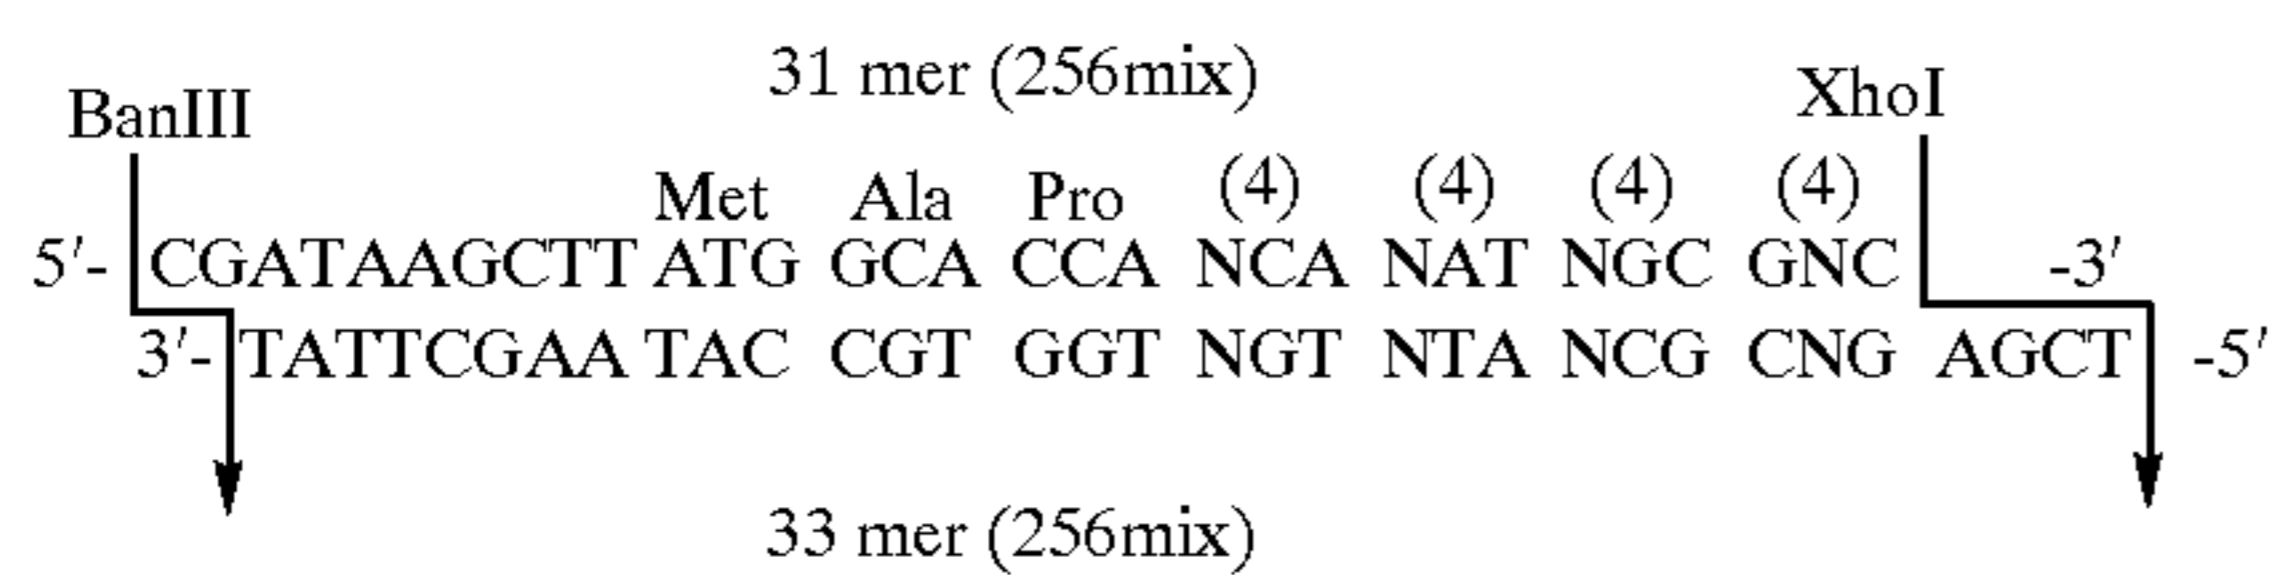 31 mer (256mix)
BanIII XhoI
Met Ala Pro (4) (4) (4) (4)
5′- CGATAAGCTT ATG GCA CCA NCA NAT NGC GNC -3′
3′- TATTCGAA TAC CGT GGT NGT NTA NCG CNG AGCT -5′
33 mer (256mix)